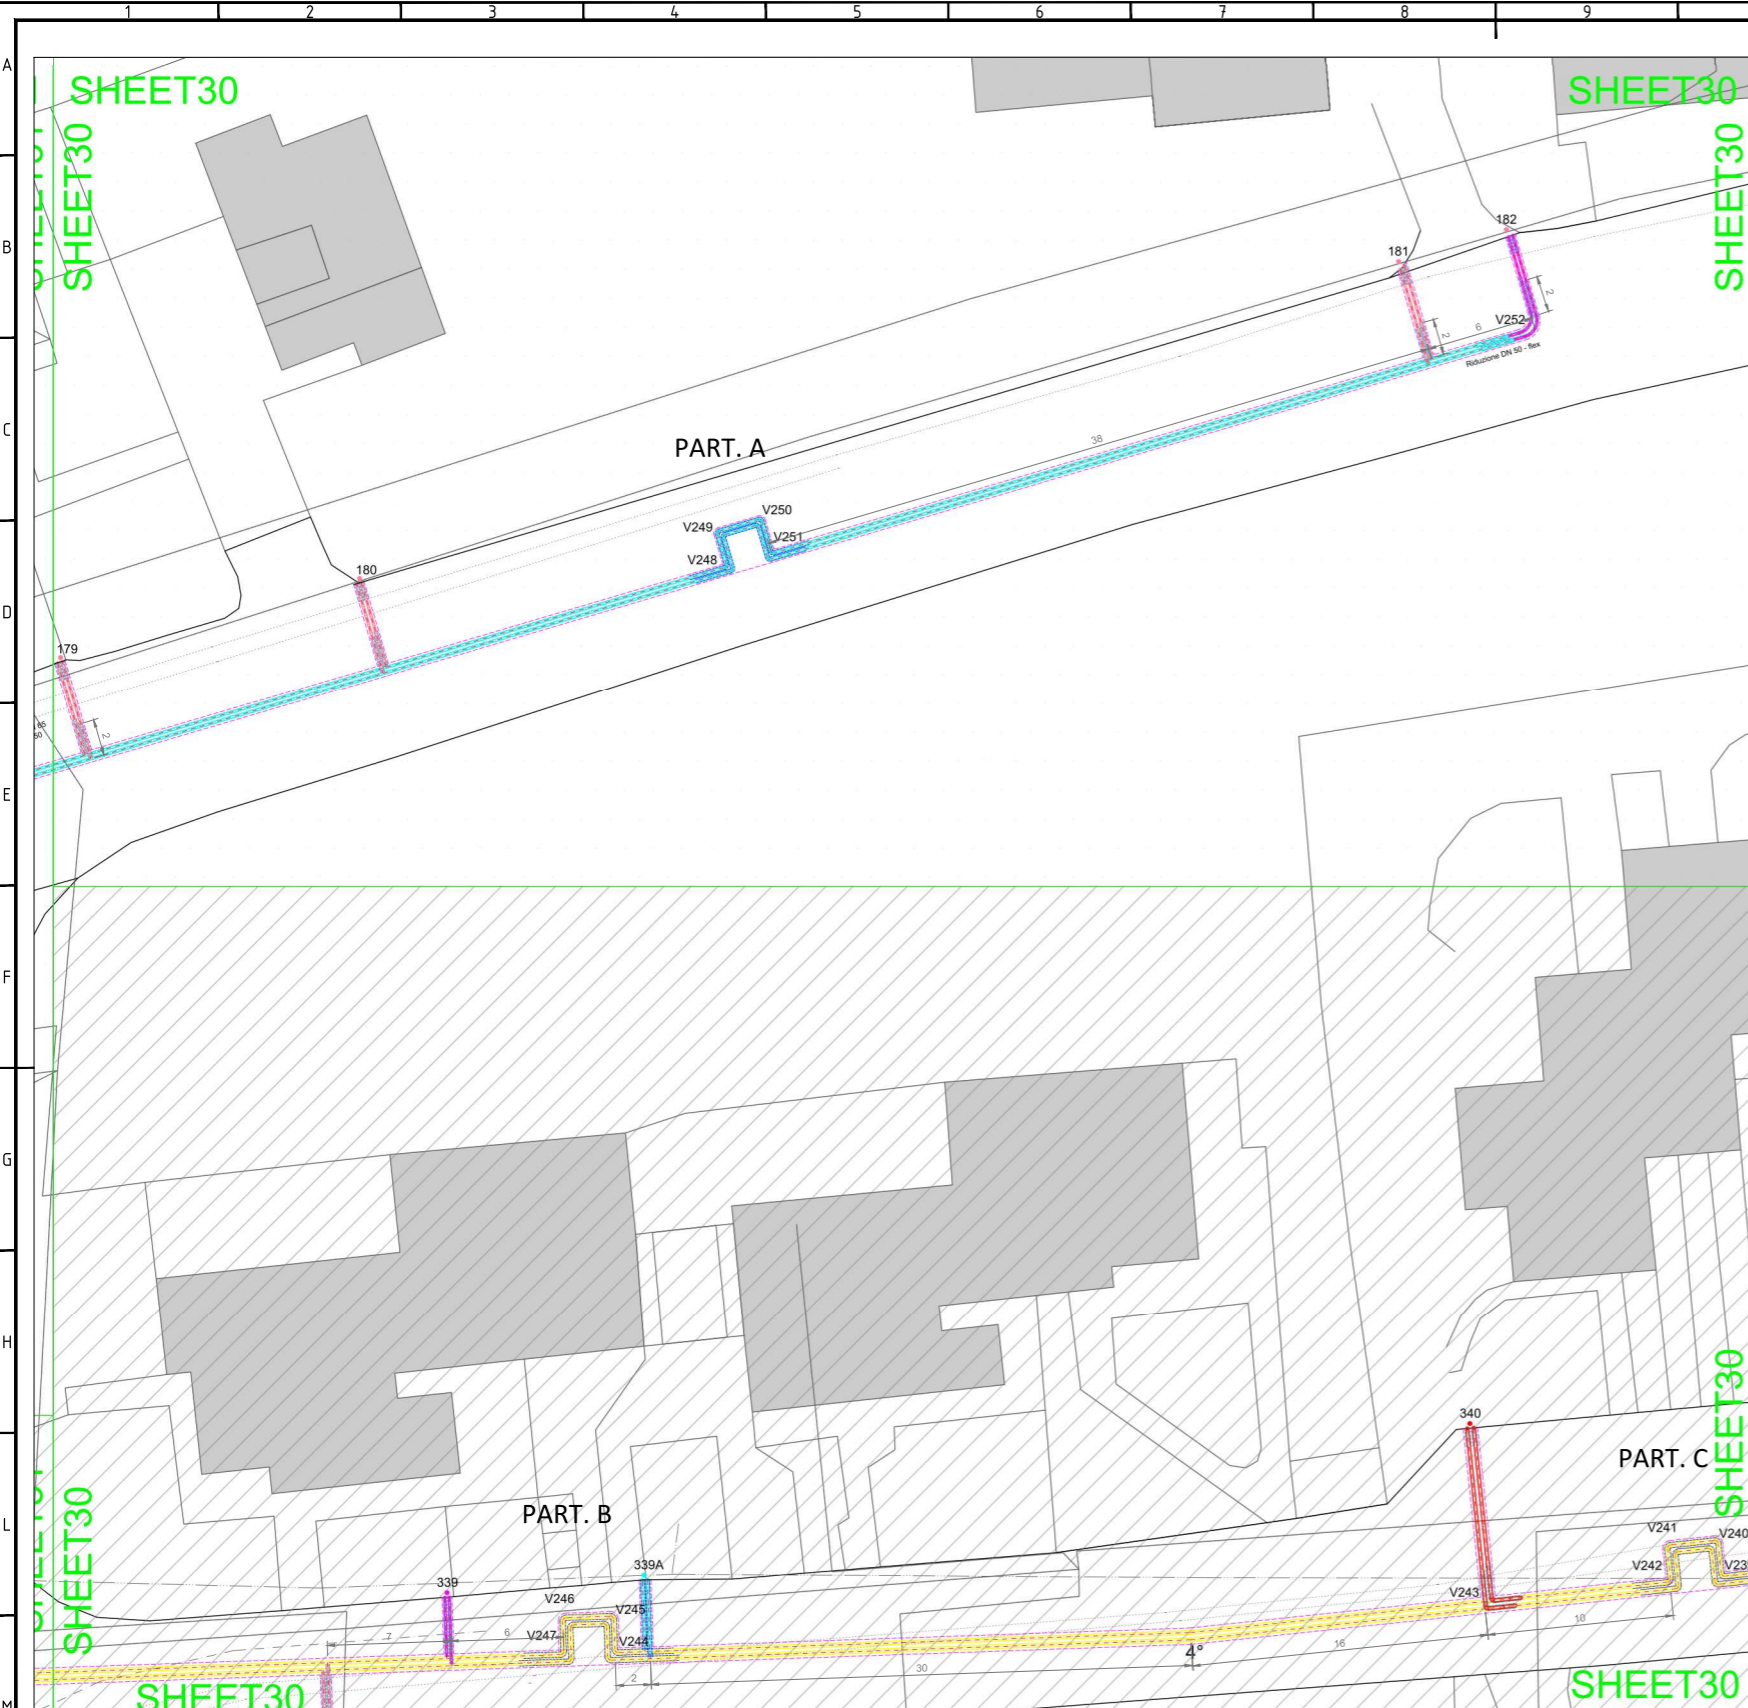 1 2 3 4 5 6 7 8 9
A
SHEET30
SHEET30
SHEET30
SHEET30
B
182
181
2
V252
6
2
Riduzione DN 50 - flex
C
PART. A
38
V250
V249
V251
V248
180
D
179
2
E
F
G
H
SHEET30
340
PART. C
L
PART. B
SHEET30
V241
V240
339A
V242
339
V243
V246
V245
V247
V244
7
6
10
16
4°
30
2
SHEET30
SHEET30
M